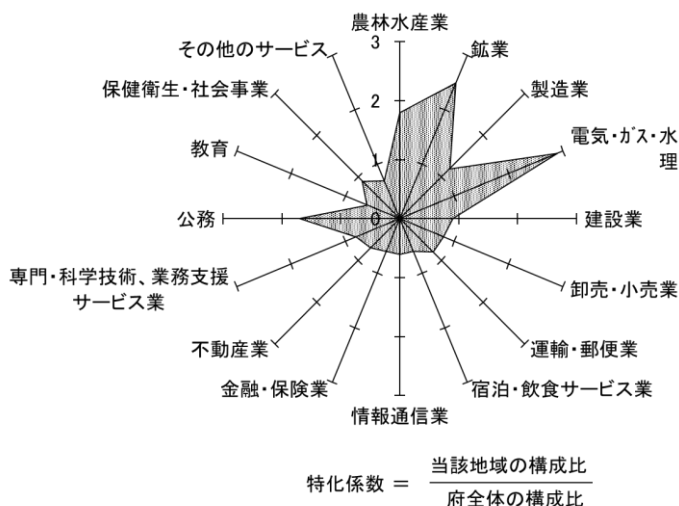 農林水産業
3
その他のサービス
鉱業
保健衛生・社会事業
製造業
2
電気・ガス・水
理
教育
1
公務
0
建設業
専門・科学技術、業務支援
サービス業
卸売・小売業
不動産業
運輸・郵便業
金融・保険業
宿泊・飲食サービス業
情報通信業
特化係数 = 当該地域の構成比
府全体の構成比